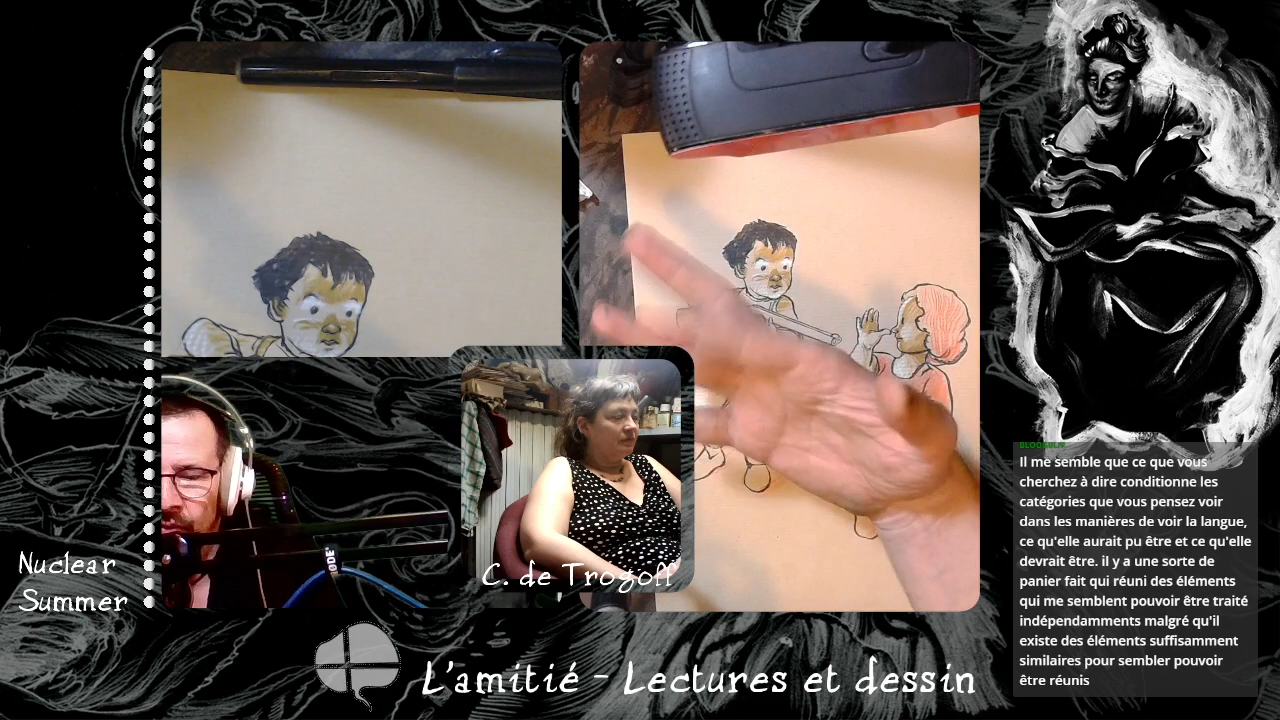 Nuclear
Summer
C. de Trogoff
L'amitié - Lectures et dessin
Il me semble que ce que vous
cherchez à dire conditionne les
catégories que vous pensez voir
dans les manières de voir la langue,
ce qu'elle aurait pu être et ce qu'elle
devrait être. il y a une sorte de
panier fait qui réuni des éléments
qui me semblent pouvoir être traité
indépendamments malgré qu'il
existe des éléments suffisamment
similaires pour sembler pouvoir
être réunis